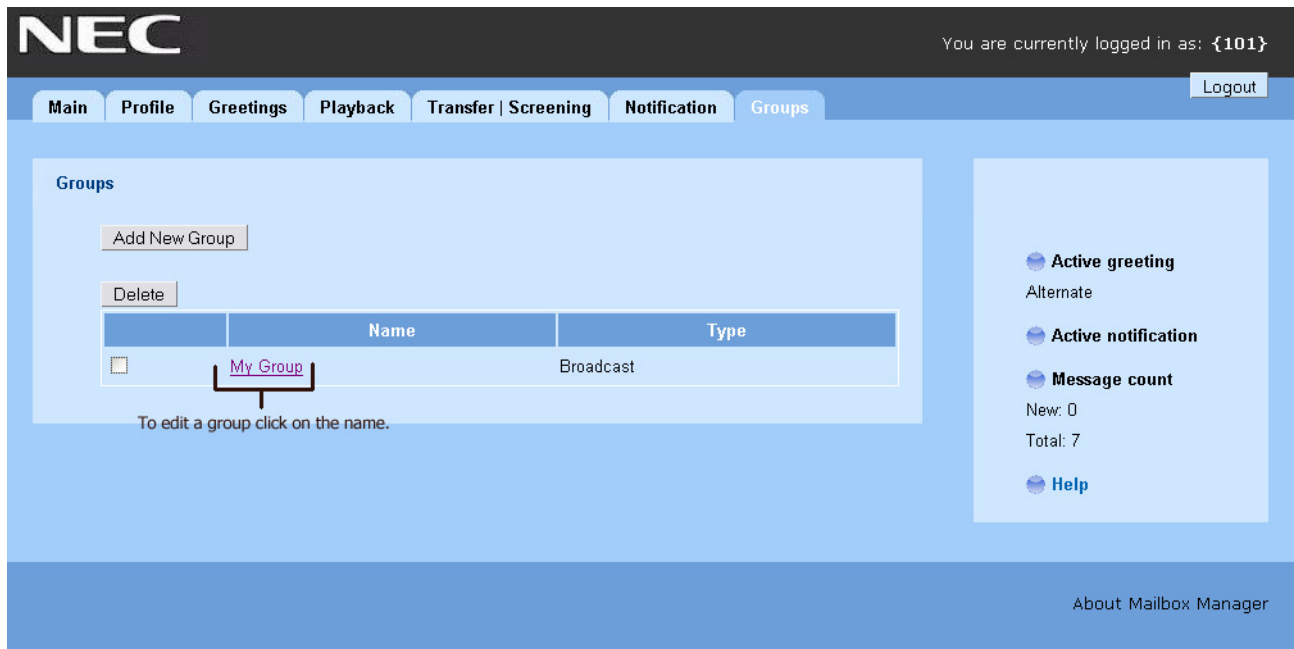 NEC
You are currently logged in as: {101}
Logout
Main Profile Greetings Playback Transfer | Screening Notification Groups
Groups
Add New Group
Delete
Name Type
My Group Broadcast
To edit a group click on the name.
Active greeting
Alternate
Active notification
Message count
New: 0
Total: 7
Help
About Mailbox Manager